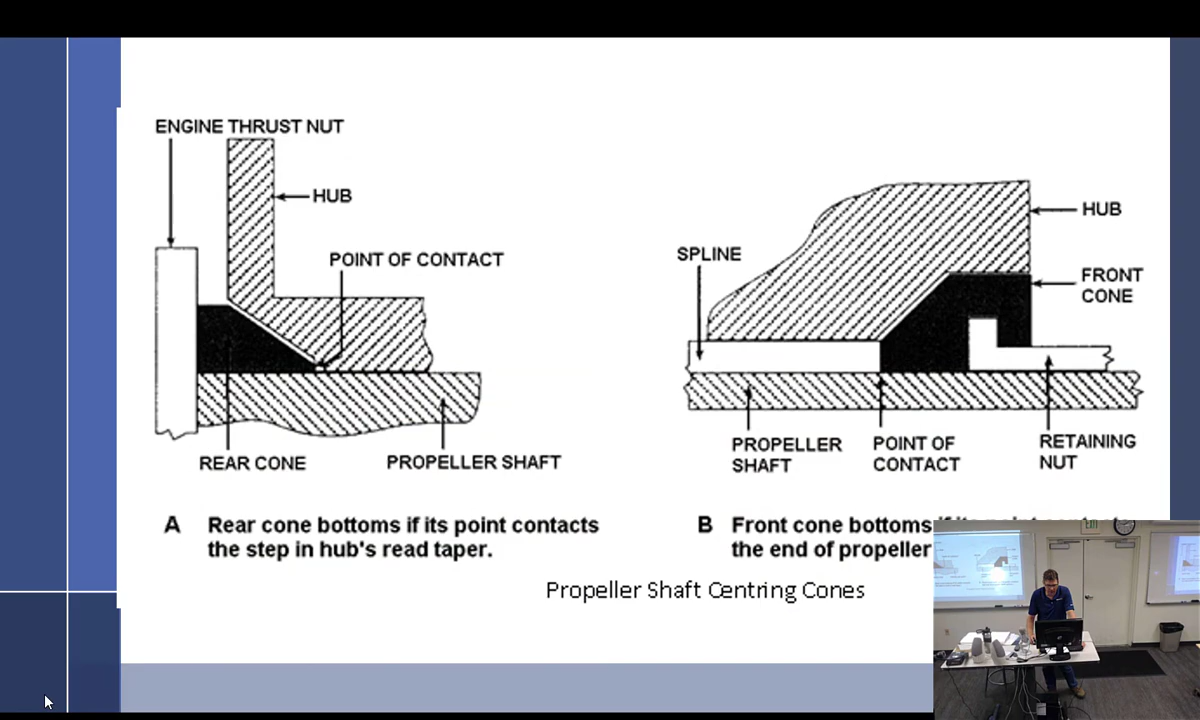 ENGINE THRUST NUT
HUB
POINT OF CONTACT
REAR CONE
PROPELLER SHAFT
A Rear cone bottoms if its point contacts
the step in hub's read taper.
SPLINE
HUB
FRONT
CONE
PROPELLER
SHAFT
POINT OF
CONTACT
RETAINING
NUT
B Front cone bottoms
the end of propeller
Propeller Shaft Centring Cones